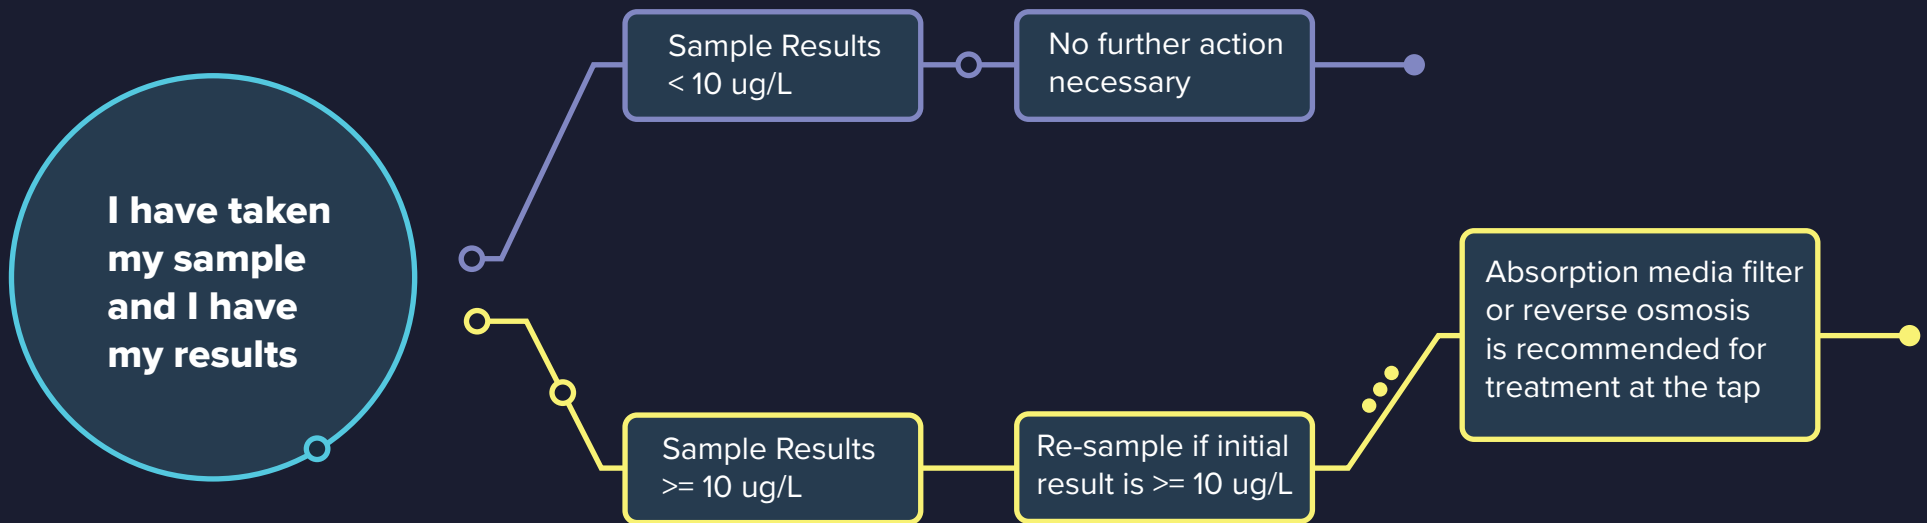 I have taken
my sample
and I have
my results
Sample Results
< 10 ug/L
No further action
necessary
Sample Results
>= 10 ug/L
Re-sample if initial
result is >= 10 ug/L
Absorption media filter
or reverse osmosis
is recommended for
treatment at the tap